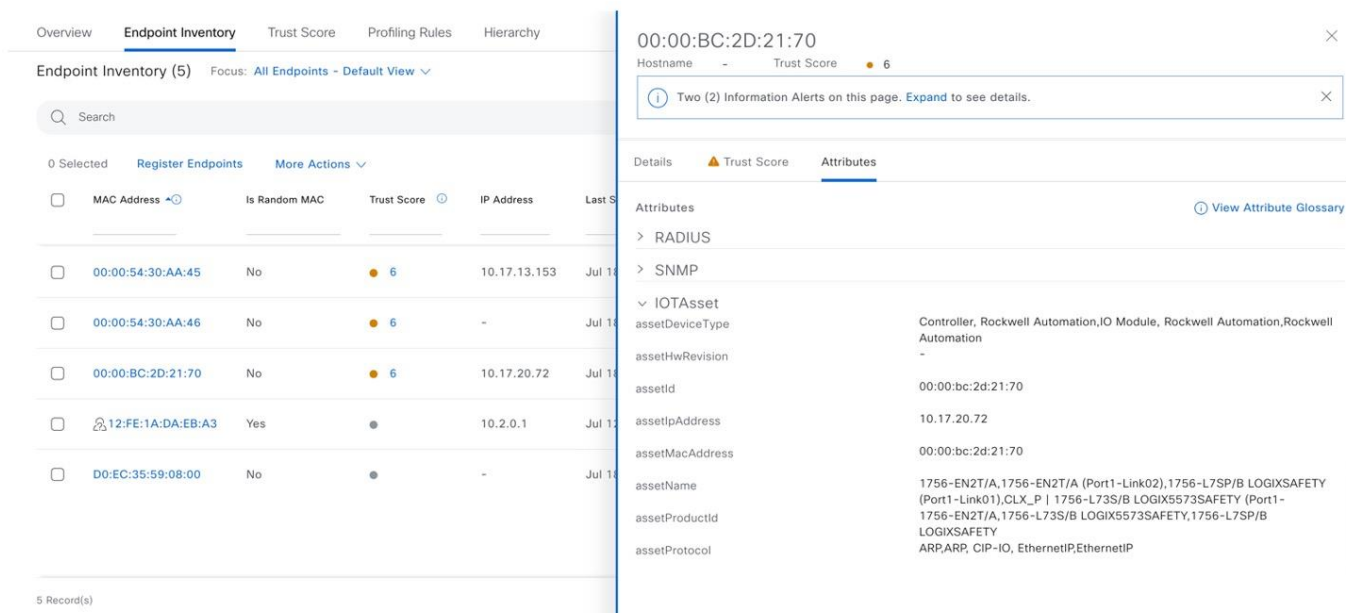 Overview Endpoint Inventory Trust Score Profiling Rules Hierarchy
Endpoint Inventory (5) Focus: All Endpoints - Default View
Search
0 Selected Register Endpoints More Actions
MAC Address Is Random MAC Trust Score IP Address Last S
00:00:54:30:AA:45 No 6 10.17.13.153 Jul 18
00:00:54:30:AA:46 No 6 - Jul 18
00:00:BC:2D:21:70 No 6 10.17.20.72 Jul 18
12:FE:1A:DA:EB:A3 Yes 10.2.0.1 Jul 1
D0:EC:35:59:08:00 No - Jul 18
5 Record(s)
00:00:BC:2D:21:70
Hostname - Trust Score 6
Two (2) Information Alerts on this page. Expand to see details.
Details Trust Score Attributes
Attributes View Attribute Glossary
RADIUS
SNMP
IOTAsset
assetDeviceType Controller, Rockwell Automation,IO Module, Rockwell Automation,Rockwell
Automation
assetHwRevision -
assetId 00:00:bc:2d:21:70
assetIpAddress 10.17.20.72
assetMacAddress 00:00:bc:2d:21:70
assetName 1756-EN2T/A,1756-EN2T/A (Port1-Link02),1756-L7SP/B LOGIXSAFETY
(Port1-Link01),CLX_P | 1756-L73S/B LOGIX5573SAFETY (Port1-
assetProductId 1756-EN2T/A,1756-L73S/B LOGIX5573SAFETY,1756-L7SP/B
LOGIXSAFETY
assetProtocol ARP,ARP, CIP-IO, EthernetIP,EthernetIP